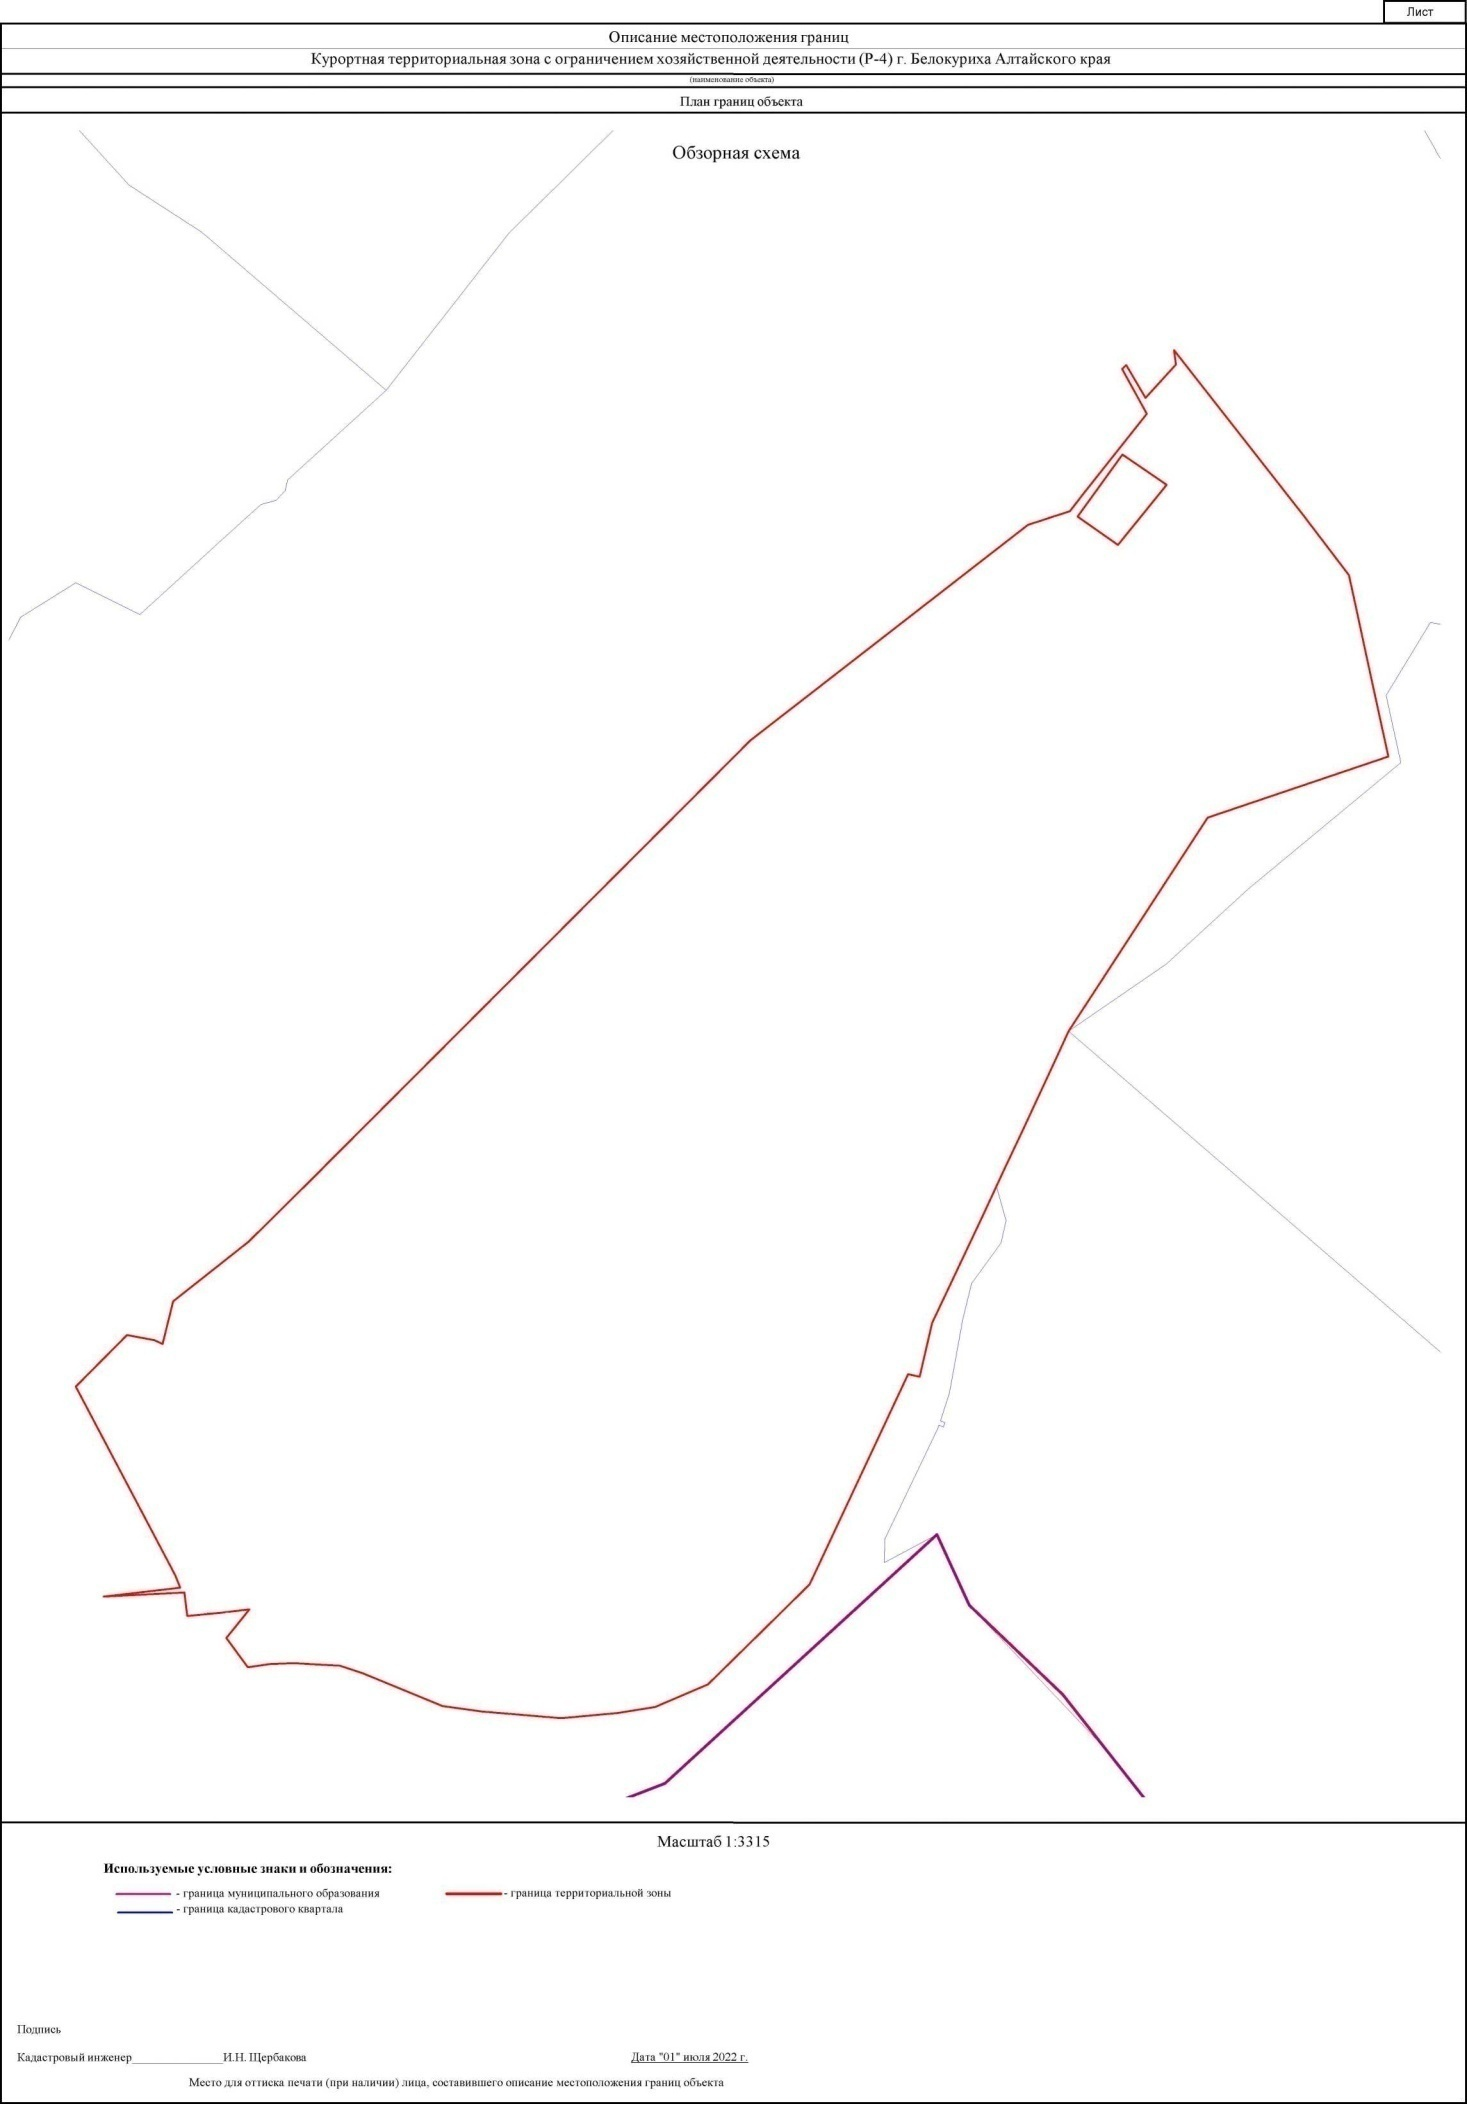 Лист
Описание местоположения границ
Курортная территориальная зона с ограничением хозяйственной деятельности (Р-4) г. Белокуриха Алтайского края
(наименование объекта)
План границ объекта
Обзорная схема
Масштаб 1:3315
Используемые условные знаки и обозначения:
- граница муниципального образования - граница территориальной зоны
- граница кадастрового квартала
Подпись
Кадастровый инженер_______________И.Н. Щербакова Дата "01" июля 2022 г.
Место для оттиска печати (при наличии) лица, составившего описание местоположения границ объекта